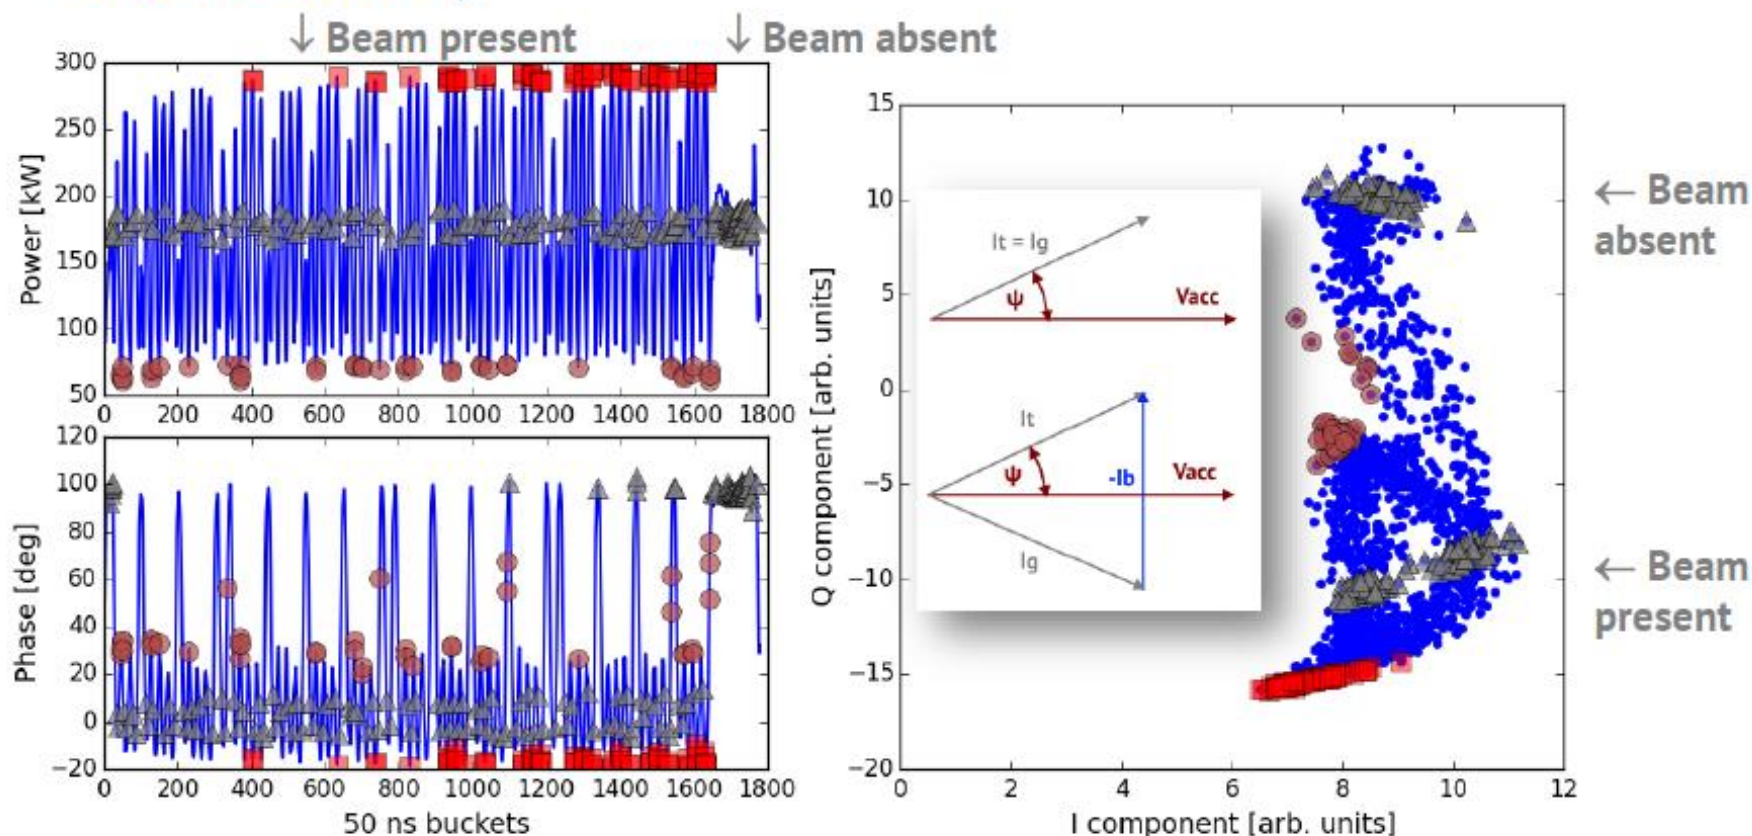 ↓ Beam present
↓ Beam absent
300
250
200
150
100
50
Power [kW]
0 200 400 600 800 1000 1200 1400 1600 1800
120
100
80
60
40
20
0
−20
Phase [deg]
0 200 400 600 800 1000 1200 1400 1600 1800
50 ns buckets
15
10
5
0
−5
−10
−15
−20
Q component [arb. units]
It = Ig
ψ
Vacc
It
ψ
-Ib
Vacc
Ig
0 2 4 6 8 10 12
I component [arb. units]
← Beam
absent
← Beam
present